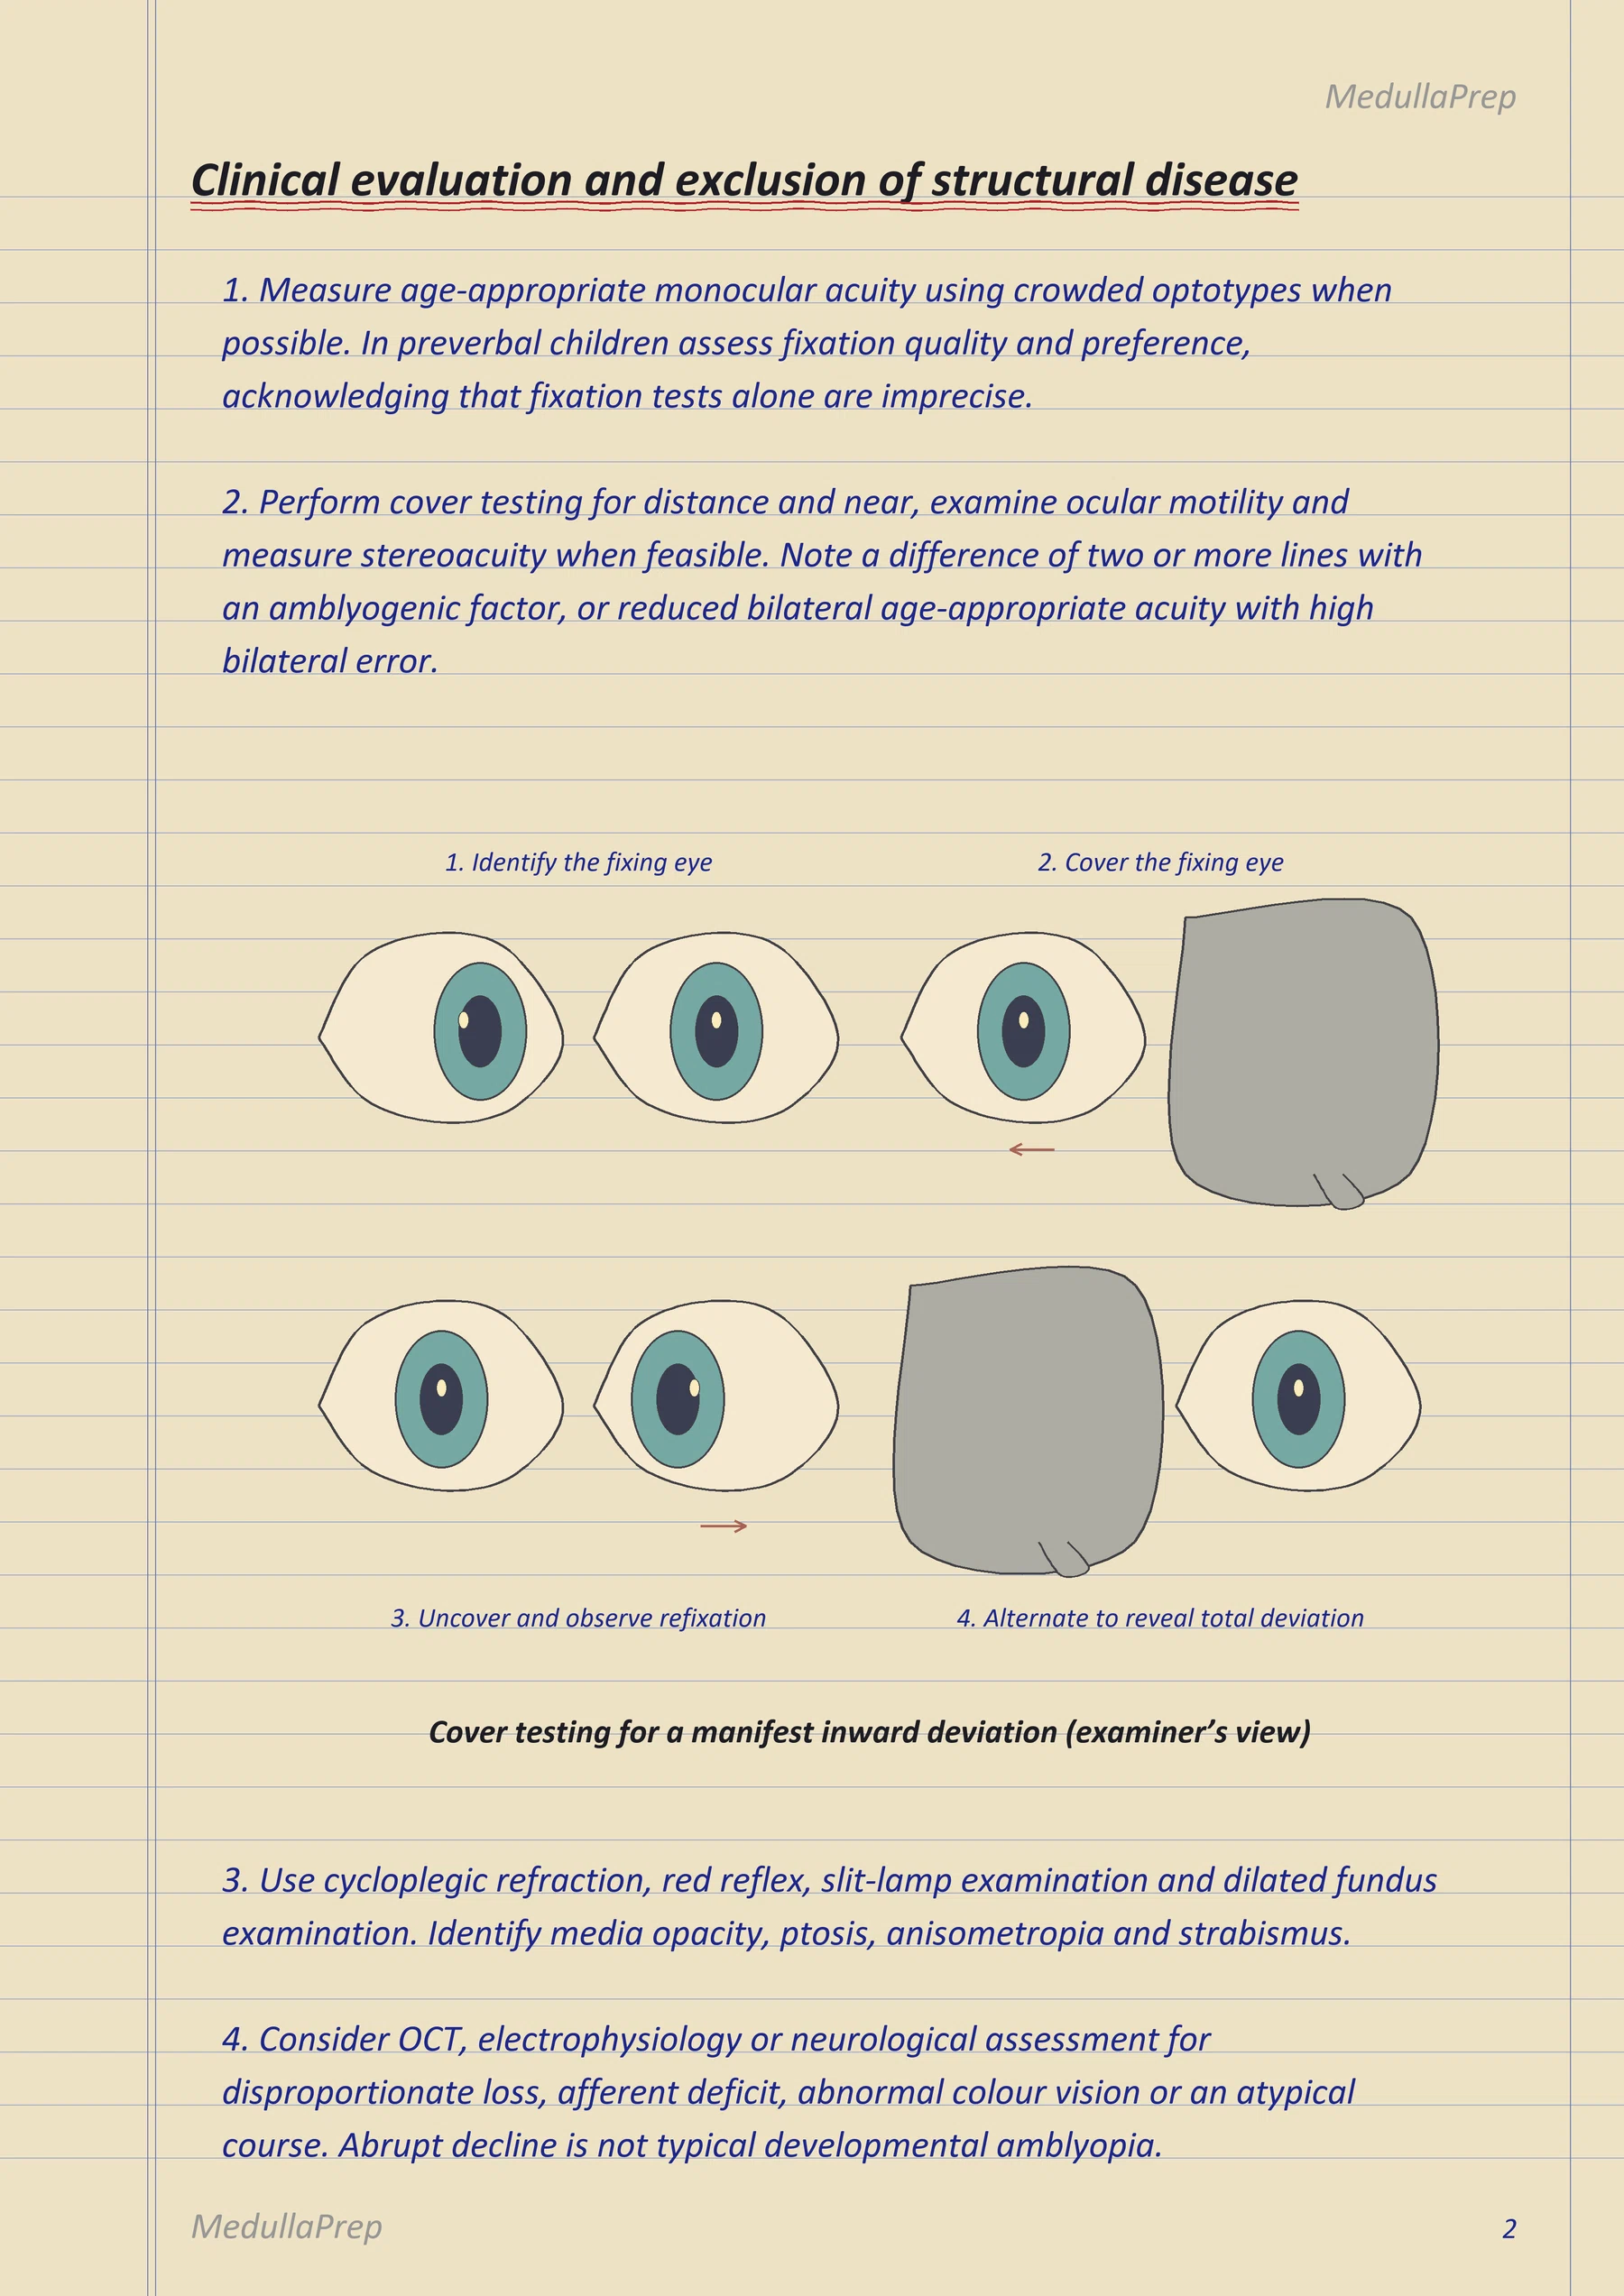 MedullaPrep
Clinical evaluation and exclusion of structural disease
1. Measure age-appropriate monocular acuity using crowded optotypes when
possible. In preverbal children assess fixation quality and preference,
acknowledging that fixation tests alone are imprecise.
2. Perform cover testing for distance and near, examine ocular motility and
measure stereoacuity when feasible. Note a difference of two or more lines with
an amblyogenic factor, or reduced bilateral age-appropriate acuity with high
bilateral error.
1. Identify the fixing eye
2. Cover the fixing eye
3. Uncover and observe refixation
4. Alternate to reveal total deviation
Cover testing for a manifest inward deviation (examiner’s view)
3. Use cycloplegic refraction, red reflex, slit-lamp examination and dilated fundus
examination. Identify media opacity, ptosis, anisometropia and strabismus.
4. Consider OCT, electrophysiology or neurological assessment for
disproportionate loss, afferent deficit, abnormal colour vision or an atypical
course. Abrupt decline is not typical developmental amblyopia.
MedullaPrep
2